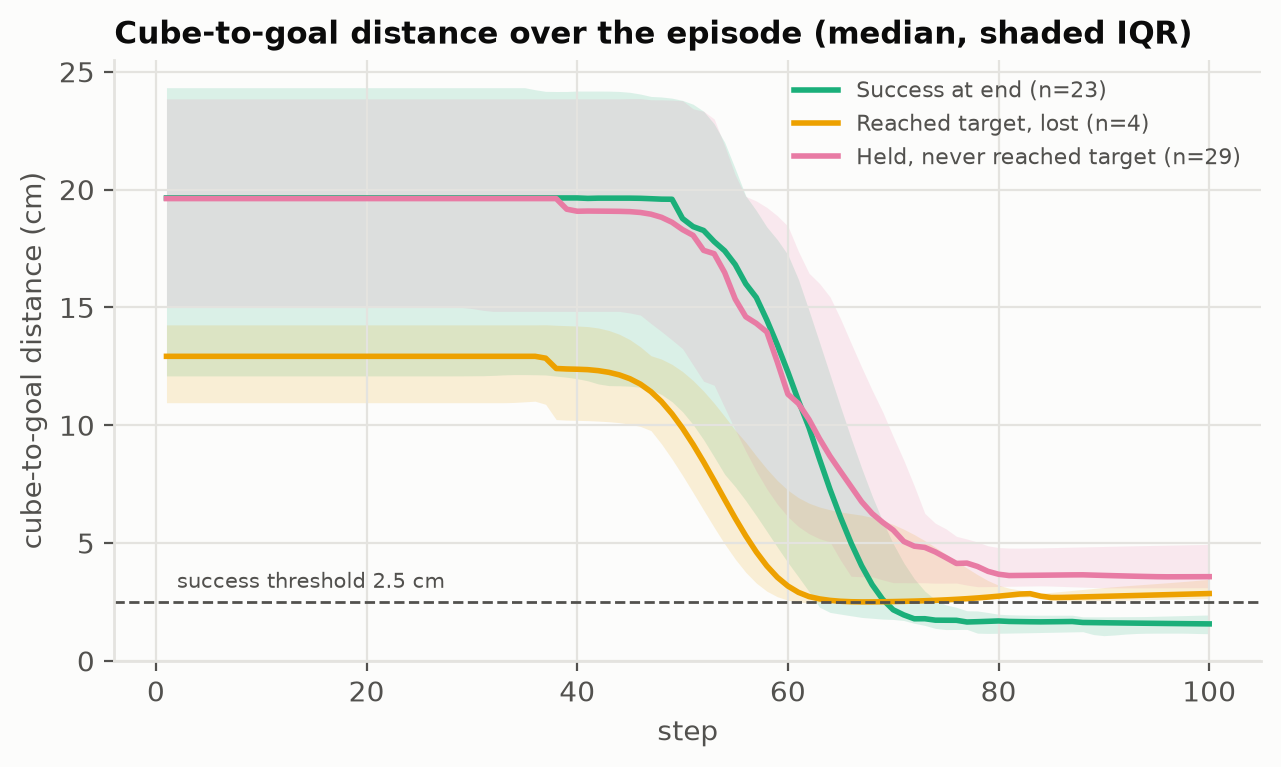 Cube-to-goal distance over the episode (median, shaded IQR)
cube-to-goal distance (cm)
25
20
15
10
5
0
Success at end (n=23)
Reached target, lost (n=4)
Held, never reached target (n=29)
success threshold 2.5 cm
0 20 40 60 80 100
step